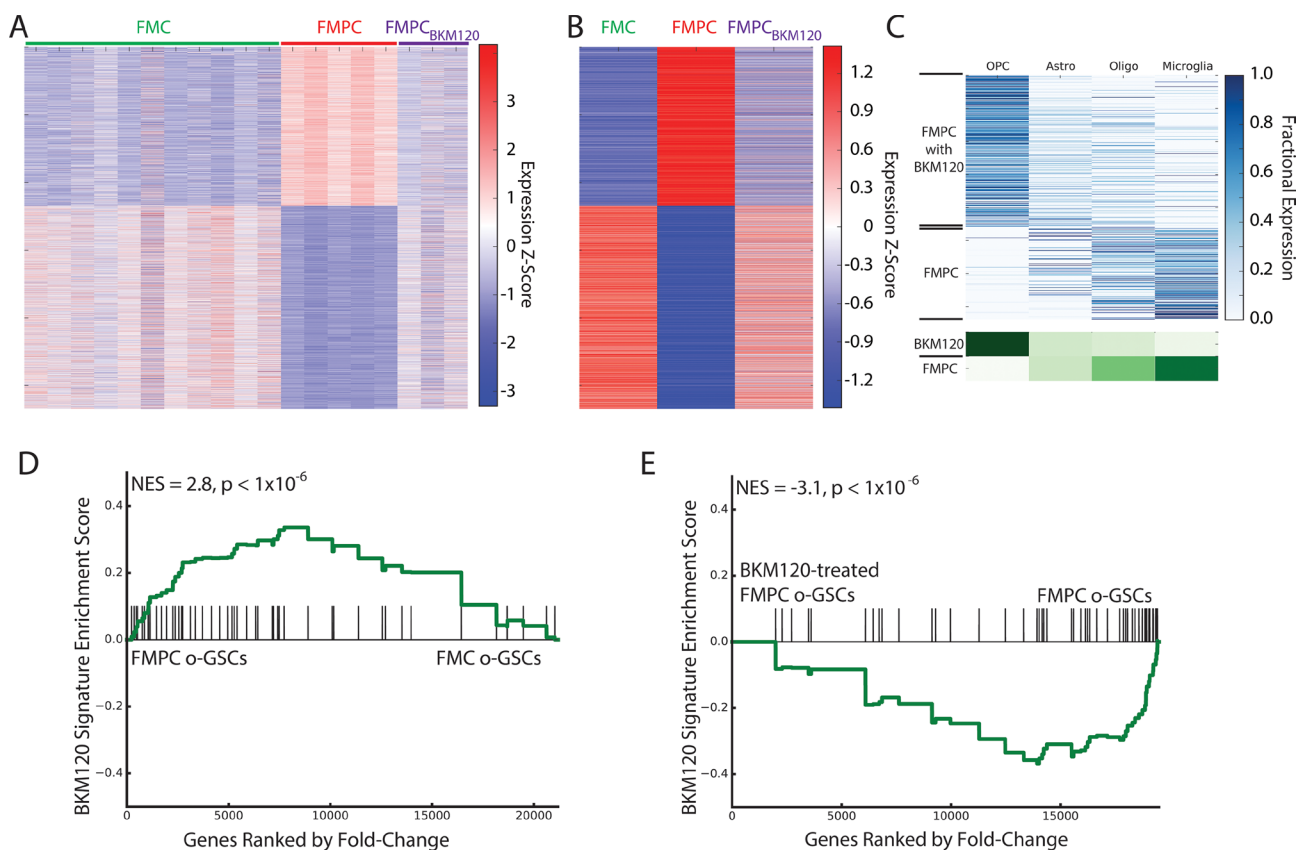 A
FMC
FMPC
FMPC BKM120
3
2
1
0
-1
-2
-3
Expression Z-Score
B
FMC
FMPC
FMPC BKM120
1.2
0.9
0.6
0.3
0
-0.3
-0.6
-0.9
-1.2
Expression Z-Score
C
OPC Astro Oligo Microglia
FMPC
with
BKM120
FMPC
BKM120
FMPC
1.0
0.8
0.6
0.4
0.2
0.0
Fractional Expression
D
NES = 2.8, p < 1x10-6
BKM120 Signature Enrichment Score
0.4
0.2
0.0
−0.2
−0.4
FMPC o-GSCs
FMC o-GSCs
0 5000 10000 15000 20000
Genes Ranked by Fold-Change
E
NES = -3.1, p < 1x10-6
BKM120 Signature Enrichment Score
0.4
0.2
0.0
−0.2
−0.4
BKM120-treated
FMPC o-GSCs
FMPC o-GSCs
0 5000 10000 15000
Genes Ranked by Fold-Change